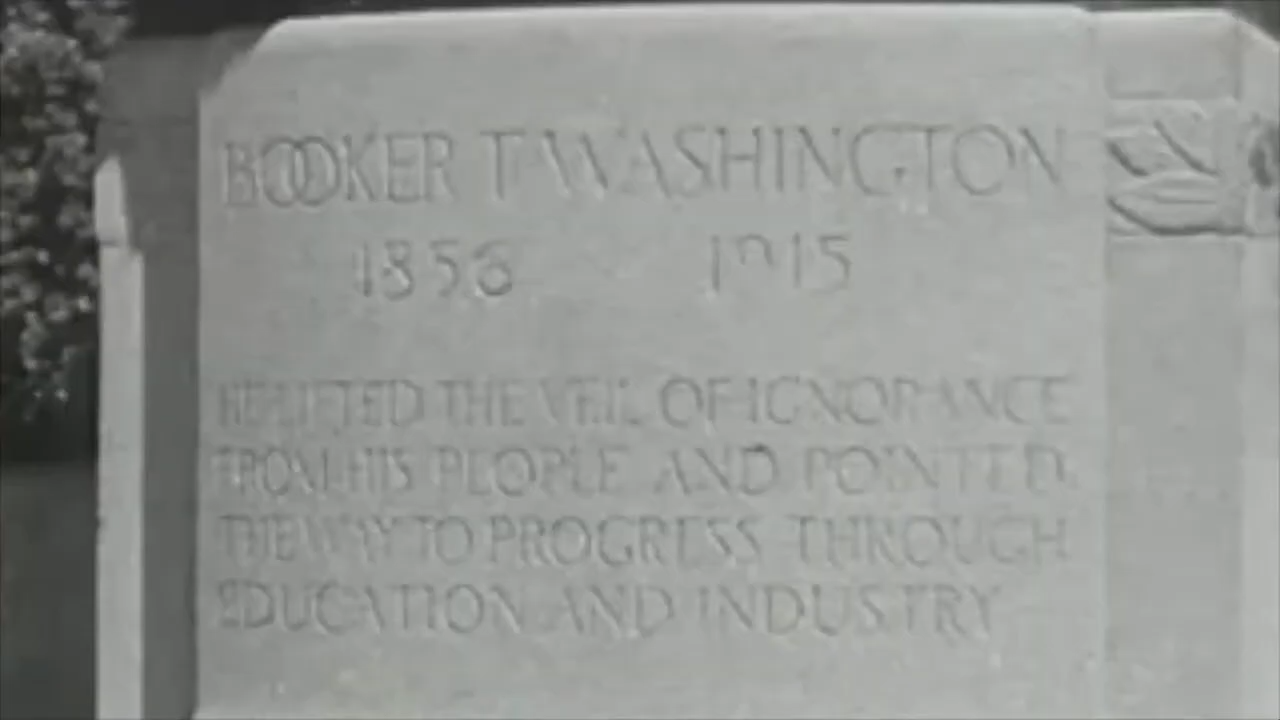 BOOKER T WASHINGTON
1856 1915
HE LIFTED THE VEIL OF IGNORANCE
FROM HIS PEOPLE AND POINTED
THE WAY TO PROGRESS THROUGH
EDUCATION AND INDUSTRY